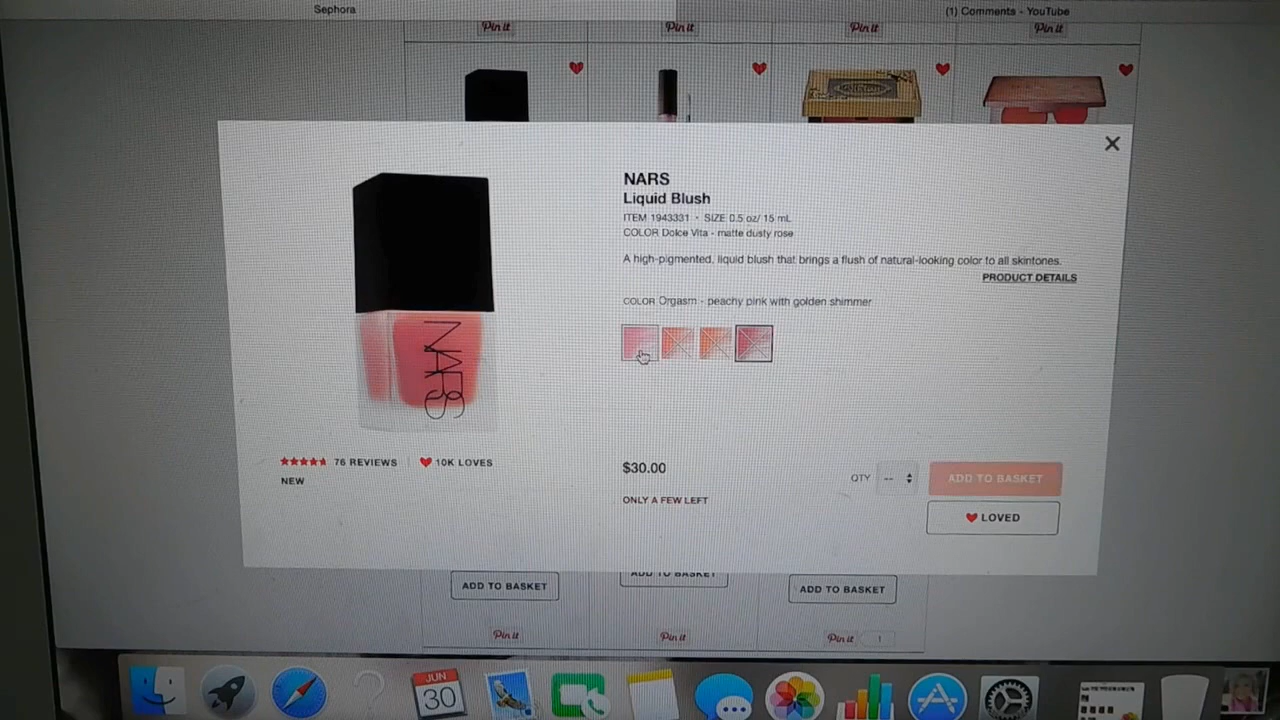 Sephora
(1) Comments - YouTube
Pin it
Pin it
Pin it
Pin it
NARS
Liquid Blush
ITEM 1943331 • SIZE 0.5 oz/ 15 mL
COLOR Dolce Vita - matte dusty rose
A high-pigmented, liquid blush that brings a flush of natural-looking color to all skintones.
PRODUCT DETAILS
COLOR Orgasm - peachy pink with golden shimmer
NARS
76 REVIEWS
10K LOVES
NEW
$30.00
ONLY A FEW LEFT
QTY
--
ADD TO BASKET
LOVED
ADD TO BASKET
ADD TO BASKET
ADD TO BASKET
Pin it
Pin it
Pin it
1
JUN
30